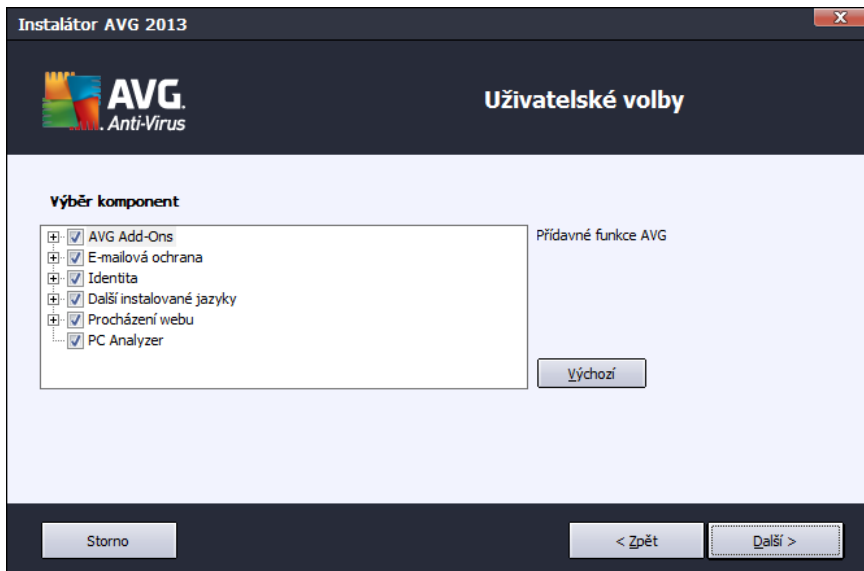 Instalátor AVG 2013
AVG.
Anti-Virus
Uživatelské volby
Výběr komponent
AVG Add-Ons
Přídavné funkce AVG
E-mailová ochrana
Identita
Další instalované jazyky
Procházení webu
PC Analyzer
Výchozí
Storno
< Zpět
Další >